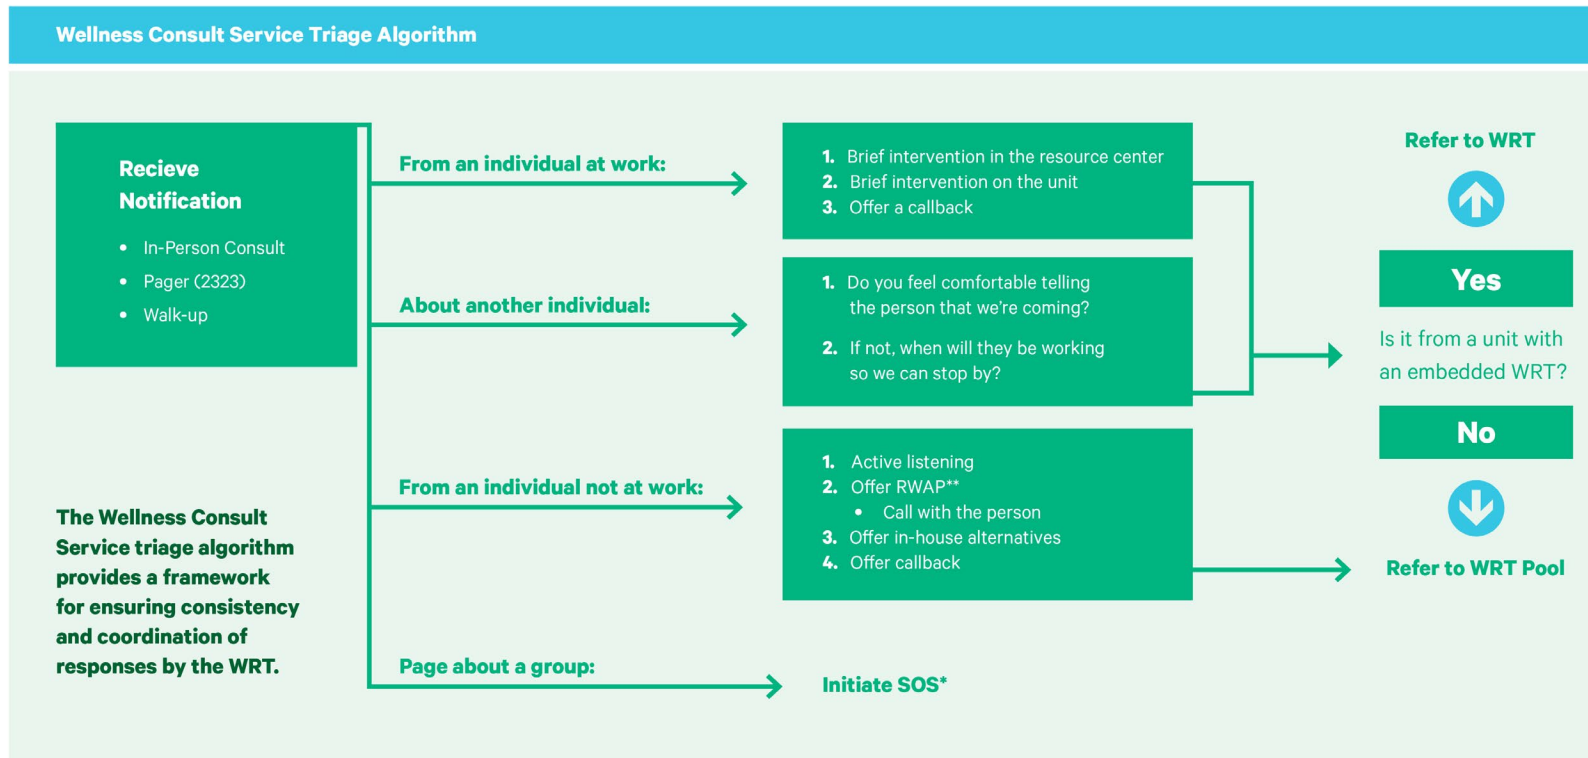 Wellness Consult Service Triage Algorithm
Recieve
Notification
• In-Person Consult
• Pager (2323)
• Walk-up
The Wellness Consult
Service triage algorithm
provides a framework
for ensuring consistency
and coordination of
responses by the WRT.
From an individual at work:
1. Brief intervention in the resource center
2. Brief intervention on the unit
3. Offer a callback
About another individual:
1. Do you feel comfortable telling
the person that we’re coming?
2. If not, when will they be working
so we can stop by?
From an individual not at work:
1. Active listening
2. Offer RWAP**
• Call with the person
3. Offer in-house alternatives
4. Offer callback
Page about a group:
Initiate SOS*
Refer to WRT
Yes
Is it from a unit with
an embedded WRT?
No
Refer to WRT Pool